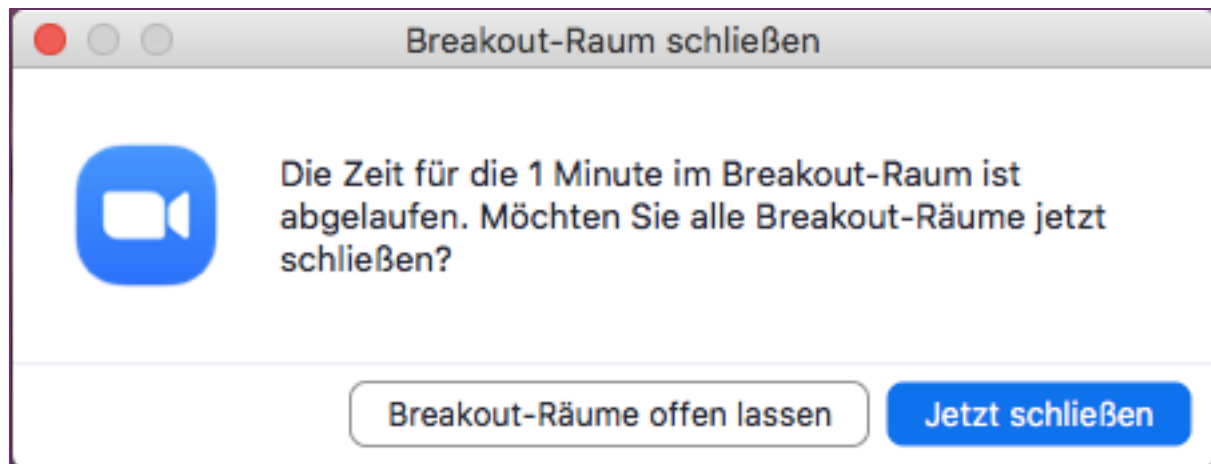 Breakout-Raum schließen
Die Zeit für die 1 Minute im Breakout-Raum ist
abgelaufen. Möchten Sie alle Breakout-Räume jetzt
schließen?
Breakout-Räume offen lassen
Jetzt schließen